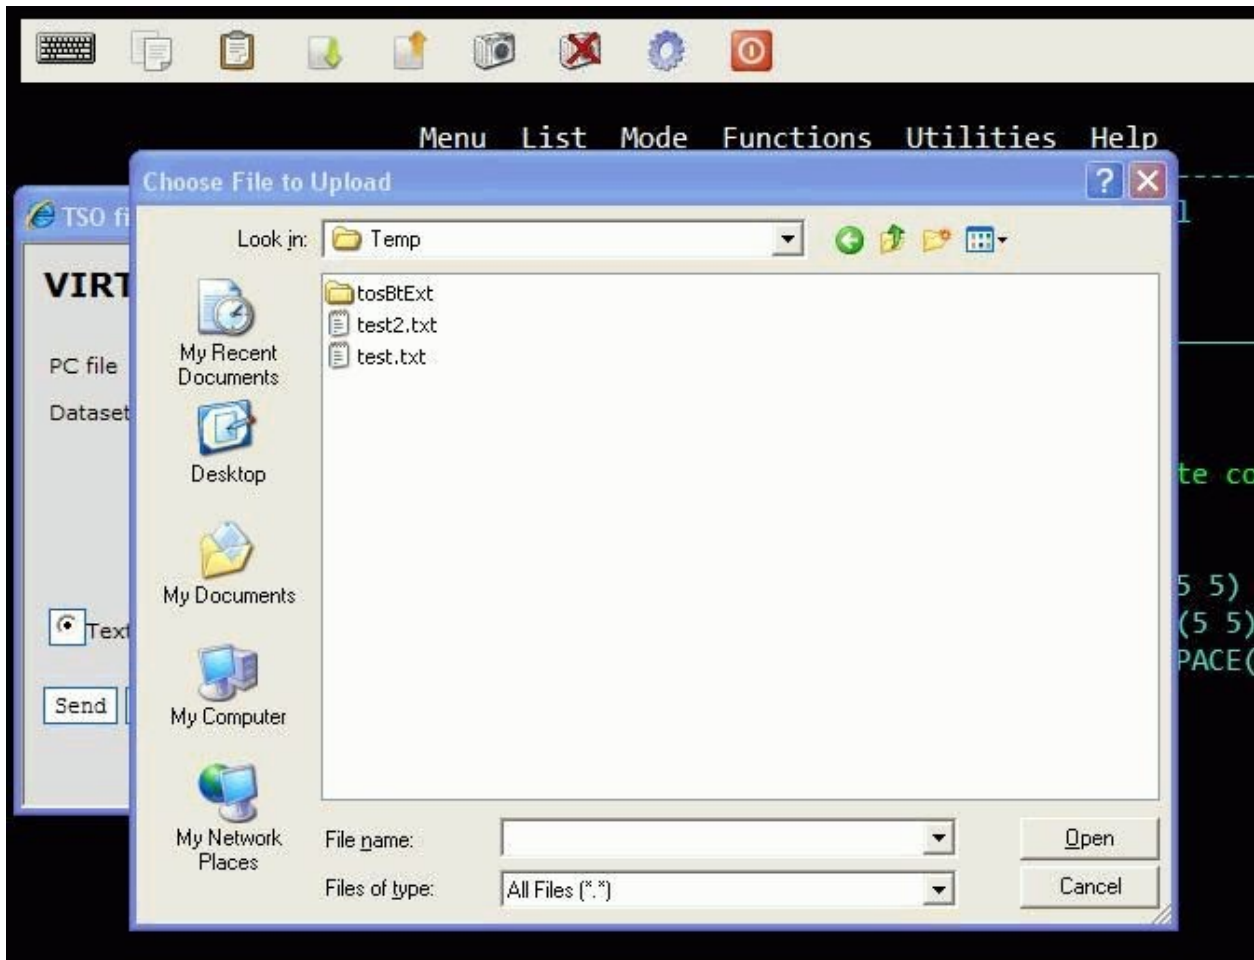 Menu List Mode Functions Utilities Help
Choose File to Upload
TSO fi
Look in: Temp
VIRT
tosBtExt
test2.txt
test.txt
My Recent
Documents
PC file
Dataset
Desktop
te co
My Documents
5 5)
Text
(5 5)
PACE(
Send
My Computer
My Network
Places
File name:
Open
Files of type: All Files (*.*)
Cancel